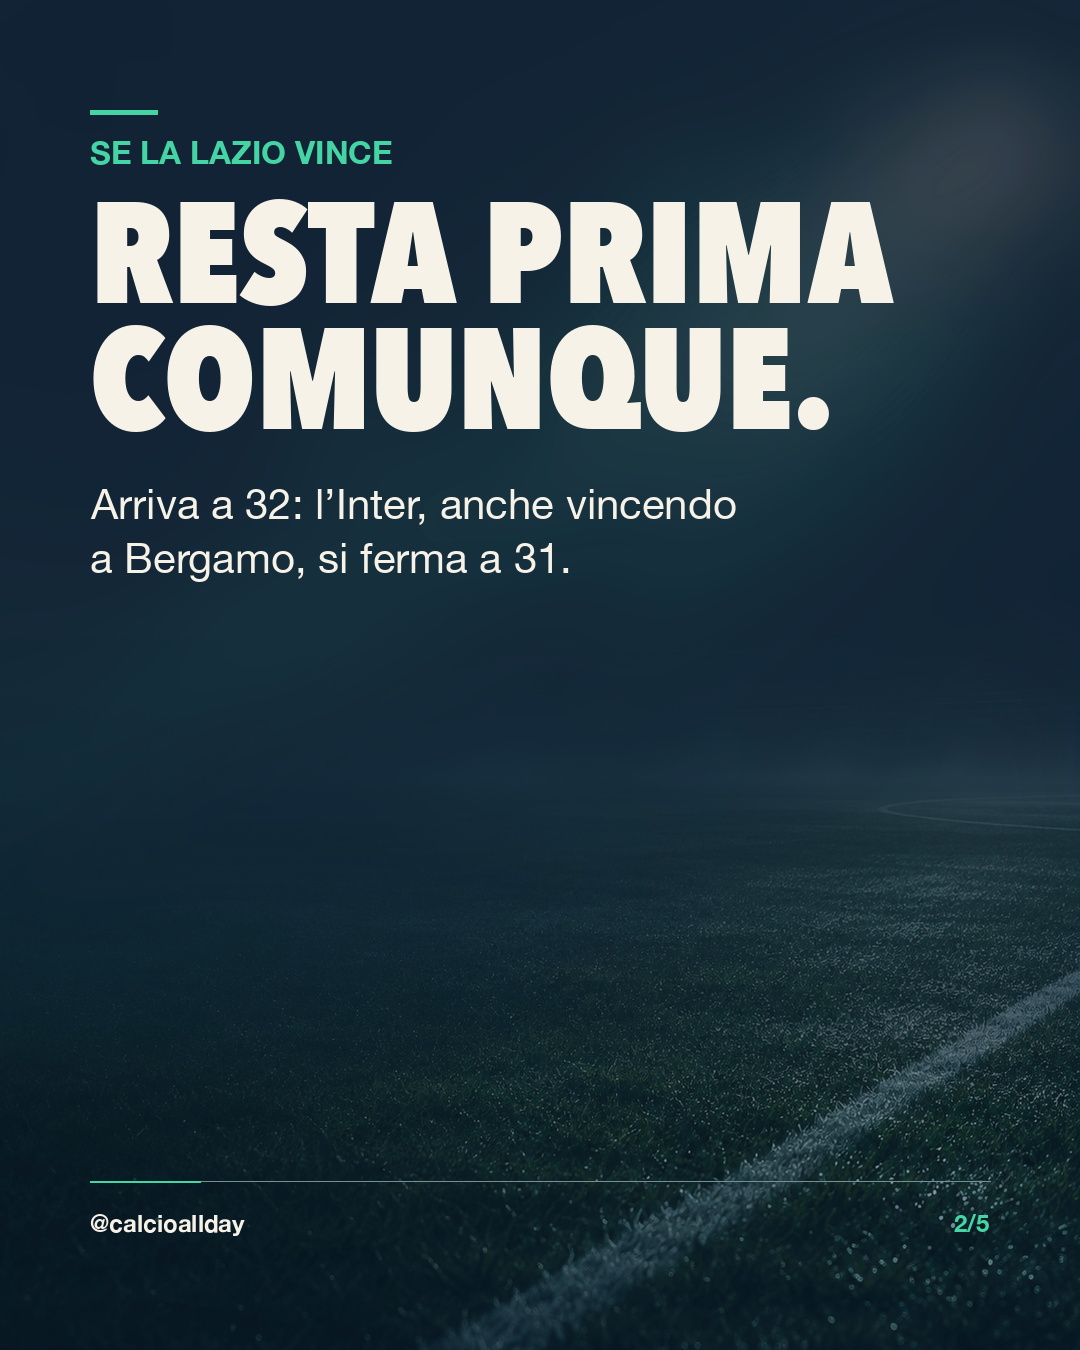 SE LA LAZIO VINCE
RESTA PRIMA
COMUNQUE.
Arriva a 32: l’Inter, anche vincendo
a Bergamo, si ferma a 31.
@calcioallday
2/5